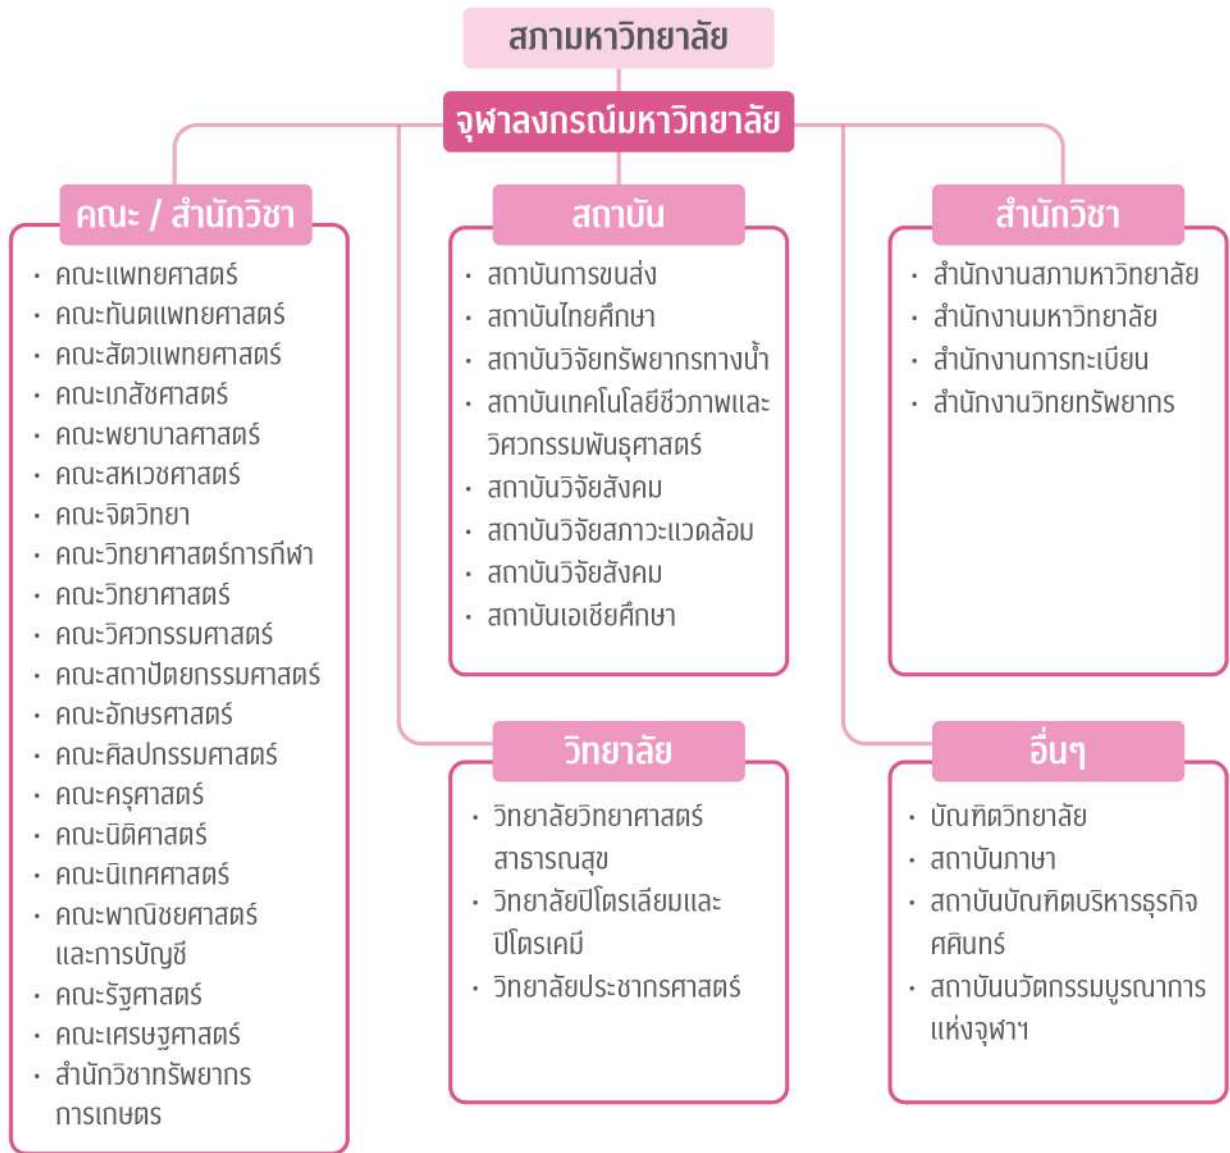 สภามหาวิทยาลัย
จุฬาลงกรณ์มหาวิทยาลัย
คณะ / สำนักวิชา
· คณะแพทยศาสตร์
· คณะทันตแพทยศาสตร์
· คณะสัตวแพทยศาสตร์
· คณะเภสัชศาสตร์
· คณะพยาบาลศาสตร์
· คณะสหเวชศาสตร์
· คณะจิตวิทยา
· คณะวิทยาศาสตร์การกีฬา
· คณะวิทยาศาสตร์
· คณะวิศวกรรมศาสตร์
· คณะสถาปัตยกรรมศาสตร์
· คณะอักษรศาสตร์
· คณะศิลปกรรมศาสตร์
· คณะครุศาสตร์
· คณะนิติศาสตร์
· คณะนิเทศศาสตร์
· คณะพาณิชยศาสตร์
และการบัญชี
· คณะรัฐศาสตร์
· คณะเศรษฐศาสตร์
· สำนักวิชาทรัพยากร
การเกษตร
สถาบัน
· สถาบันการขนส่ง
· สถาบันไทยศึกษา
· สถาบันวิจัยทรัพยากรทางน้ำ
· สถาบันเทคโนโลยีชีวภาพและ
วิศวกรรมพันธุศาสตร์
· สถาบันวิจัยสังคม
· สถาบันวิจัยสภาวะแวดล้อม
· สถาบันวิจัยสังคม
· สถาบันเอเชียศึกษา
สำนักวิชา
· สำนักงานสภามหาวิทยาลัย
· สำนักงานมหาวิทยาลัย
· สำนักงานการทะเบียน
· สำนักงานวิทยทรัพยากร
วิทยาลัย
· วิทยาลัยวิทยาศาสตร์
สาธารณสุข
· วิทยาลัยปิโตรเลียมและ
ปิโตรเคมี
· วิทยาลัยประชากรศาสตร์
อื่นๆ
· บัณฑิตวิทยาลัย
· สถาบันภาษา
· สถาบันบัณฑิตบริหารธุรกิจ
ศศินทร์
· สถาบันนวัตกรรมบูรณาการ
แห่งจุฬาฯ